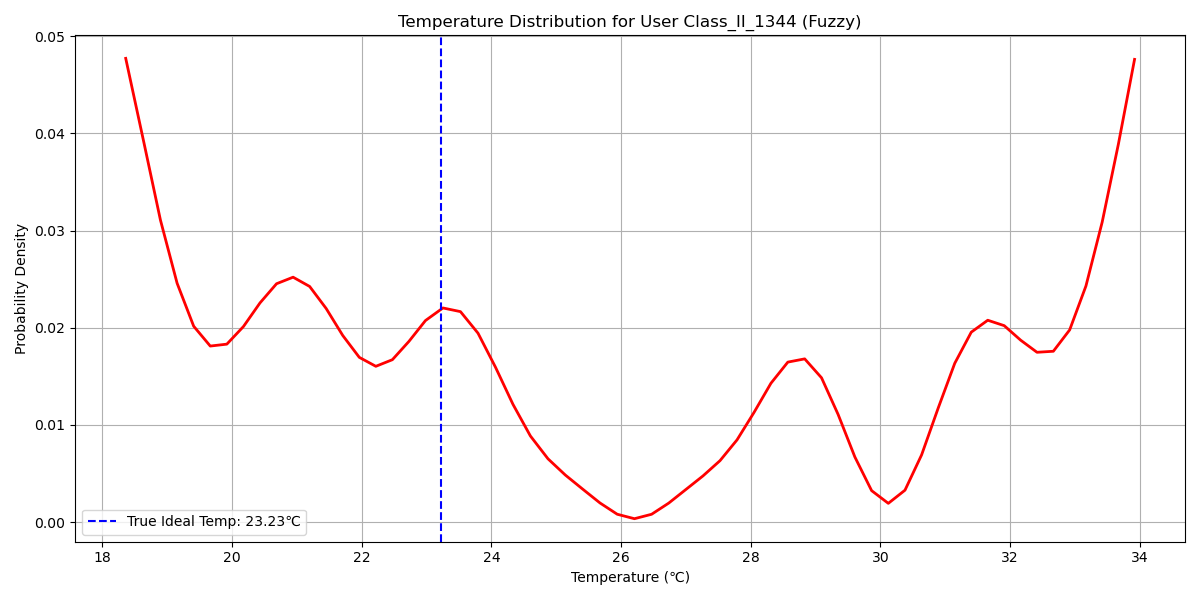 Temperature Distribution for User Class_II_1344 (Fuzzy)
Probability Density
0.05
0.04
0.03
0.02
0.01
0.00
True Ideal Temp: 23.23℃
18 20 22 24 26 28 30 32 34
Temperature (℃)